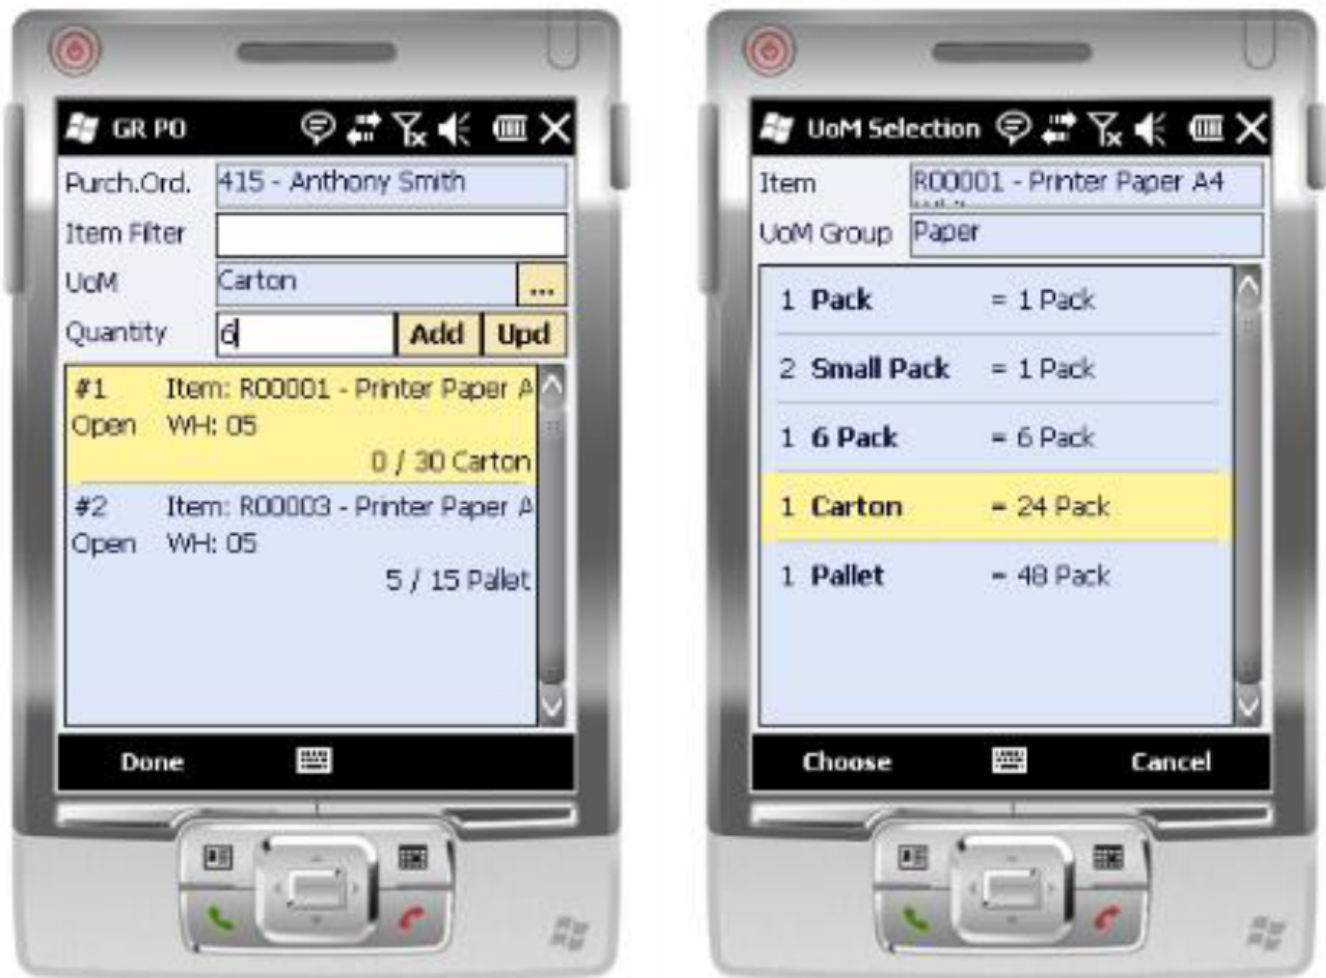 GR PO
Purch.Ord. 415 - Anthony Smith
Item Filter
UoM Carton ...
Quantity 6 Add Upd
#1 Item: R00001 - Printer Paper A
Open WH: 05
0 / 30 Carton
#2 Item: R00003 - Printer Paper A
Open WH: 05
5 / 15 Pallet
Done
UoM Selection
Item R00001 - Printer Paper A4
UoM Group Paper
1 Pack = 1 Pack
2 Small Pack = 1 Pack
1 6 Pack = 6 Pack
1 Carton = 24 Pack
1 Pallet = 48 Pack
Choose Cancel